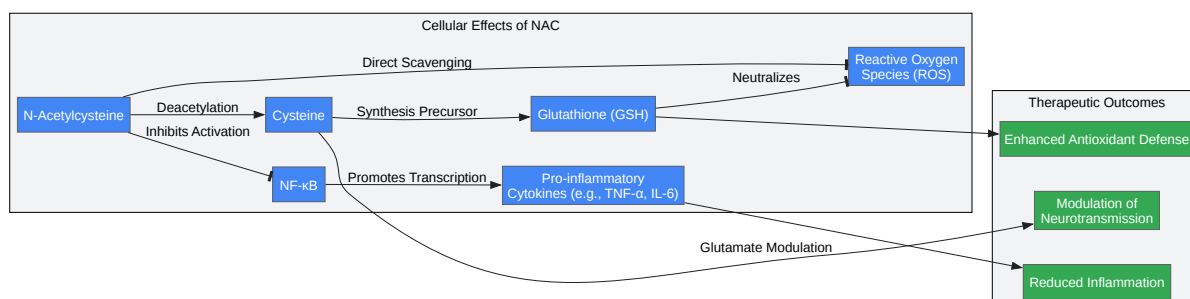 Cellular Effects of NAC
Direct Scavenging
Reactive Oxygen
Species (ROS)
Neutralizes
N-Acetylcysteine
Deacetylation
Cysteine
Synthesis Precursor
Glutathione (GSH)
Inhibits Activation
NF-κB
Promotes Transcription
Pro-inflammatory
Cytokines (e.g., TNF-α, IL-6)
Glutamate Modulation
Therapeutic Outcomes
Enhanced Antioxidant Defense
Modulation of
Neurotransmission
Reduced Inflammation